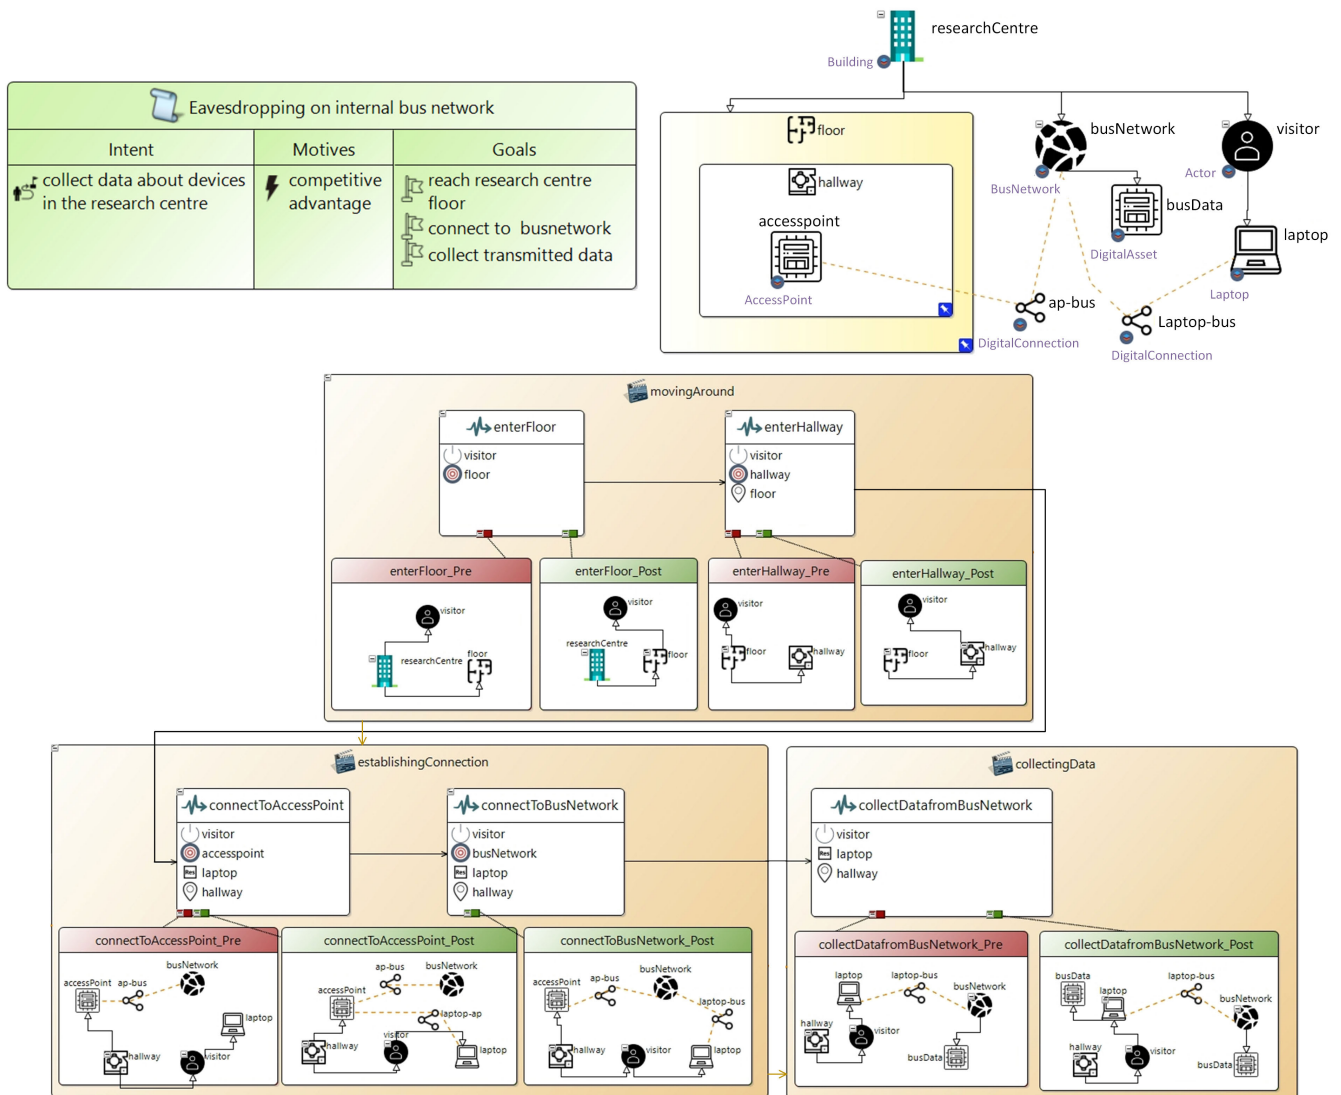 researchCentre
Building
Eavesdropping on internal bus network
Intent
Motives
Goals
collect data about devices
in the research centre
competitive
advantage
reach research centre
floor
connect to busnetwork
collect transmitted data
floor
hallway
accesspoint
AccessPoint
busNetwork
BusNetwork
visitor
Actor
busData
DigitalAsset
laptop
Laptop
ap-bus
DigitalConnection
Laptop-bus
DigitalConnection
movingAround
enterFloor
visitor
floor
enterHallway
visitor
hallway
floor
enterFloor_Pre
visitor
researchCentre
floor
enterFloor_Post
visitor
researchCentre
floor
enterHallway_Pre
visitor
floor
hallway
enterHallway_Post
visitor
floor
hallway
establishingConnection
connectToAccessPoint
visitor
accesspoint
Res laptop
hallway
connectToBusNetwork
visitor
busNetwork
Res laptop
hallway
connectToAccessPoint_Pre
busNetwork
accessPoint
ap-bus
laptop
hallway
visitor
connectToAccessPoint_Post
ap-bus
busNetwork
accessPoint
laptop-ap
visitor
hallway
laptop
connectToBusNetwork_Post
accessPoint
ap-bus
busNetwork
laptop-bus
hallway
visitor
laptop
collectingData
collectDatafromBusNetwork
visitor
Res laptop
hallway
collectDatafromBusNetwork_Pre
laptop
laptop-bus
busNetwork
hallway
visitor
busData
collectDatafromBusNetwork_Post
busData
laptop
laptop-bus
busNetwork
hallway
visitor
busData